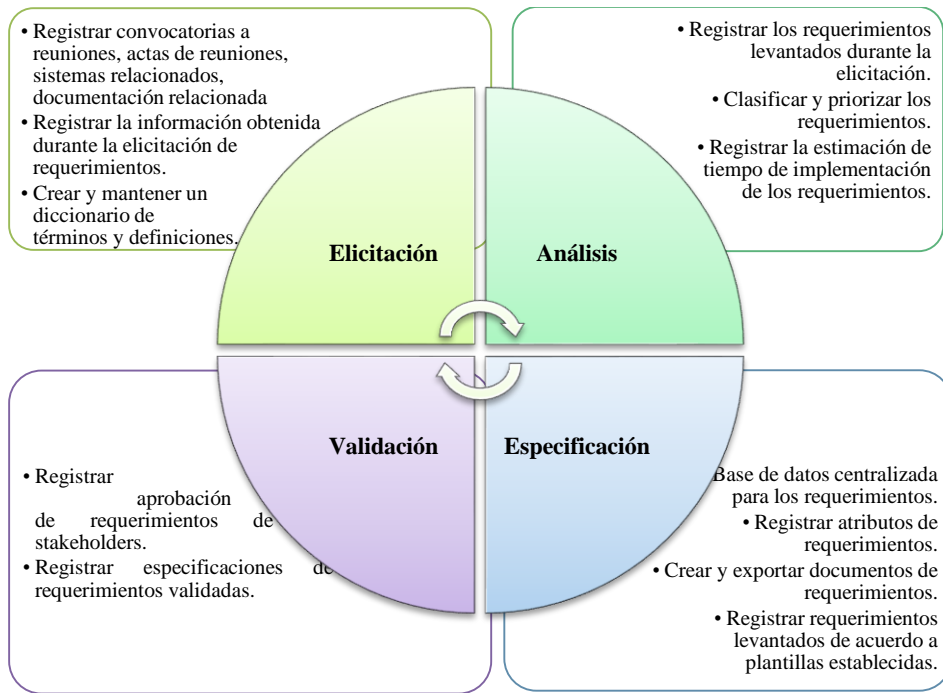 • Registrar convocatorias a
reuniones, actas de reuniones,
sistemas relacionados,
documentación relacionada
• Registrar la información obtenida
durante la elicitación de
requerimientos.
• Crear y mantener un
diccionario de
términos y definiciones.
• Registrar los requerimientos
levantados durante la
elicitación.
• Clasificar y priorizar los
requerimientos.
• Registrar la estimación de
tiempo de implementación
de los requerimientos.
Elicitación
Análisis
Validación
Especificación
• Registrar
aprobación
de requerimientos de
stakeholders.
• Registrar especificaciones de
requerimientos validadas.
Base de datos centralizada
para los requerimientos.
• Registrar atributos de
requerimientos.
• Crear y exportar documentos de
requerimientos.
• Registrar requerimientos
levantados de acuerdo a
plantillas establecidas.